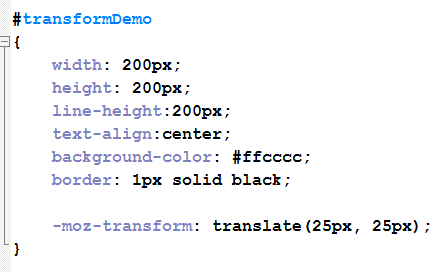 #transformDemo
{
width: 200px;
height: 200px;
line-height:200px;
text-align:center;
background-color: #ffcccc;
border: 1px solid black;
-moz-transform: translate(25px, 25px);
}